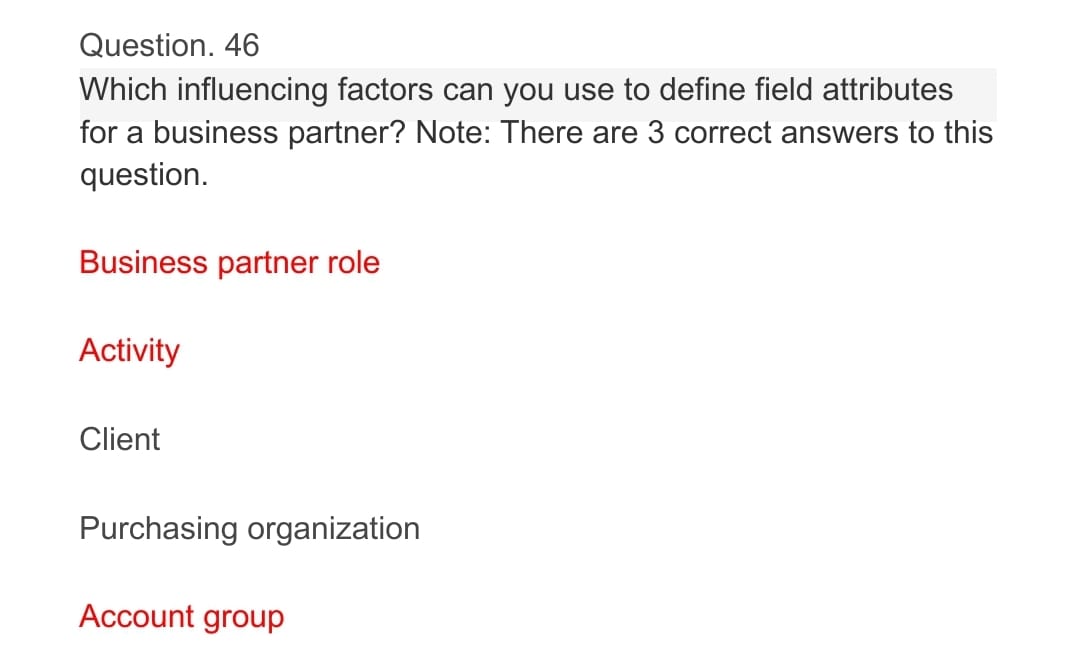 Question. 46
Which influencing factors can you use to define field attributes
for a business partner? Note: There are 3 correct answers to this
question.
Business partner role
Activity
Client
Purchasing organization
Account group